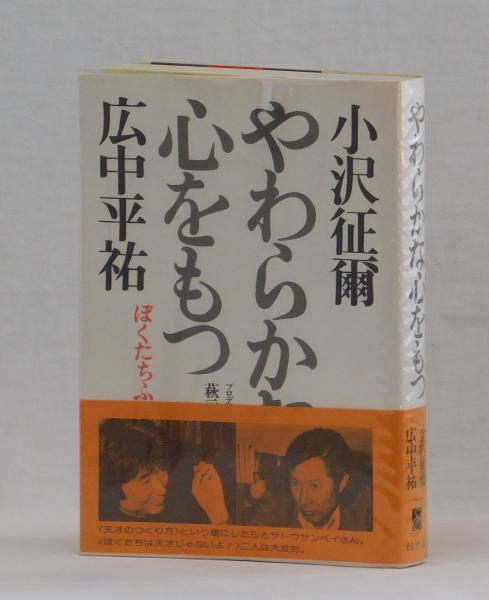 小沢征爾
やわらかな
心をもつ
広中平祐
ぼくたちふ
プロデ
萩元
〈天才のつくり方〉という題にしたらとサトウサンペイさん。
〈ぼくたちは天才じゃないよ！〉二人は大反対。
やわらかな心をもつ
小沢征爾
広中平祐